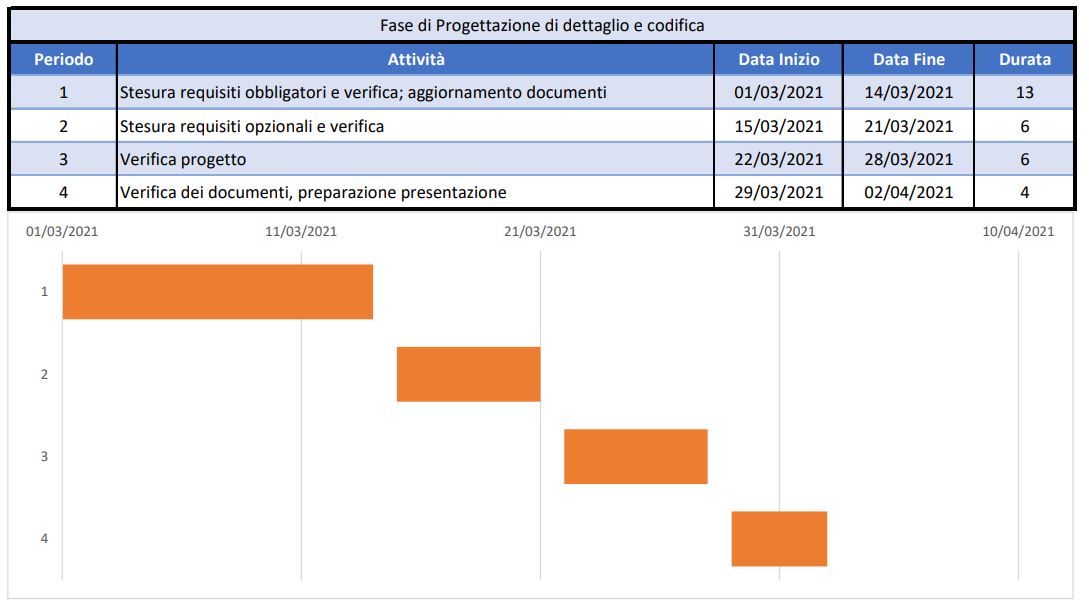 Fase di Progettazione di dettaglio e codifica
Periodo Attività Data Inizio Data Fine Durata
1 Stesura requisiti obbligatori e verifica; aggiornamento documenti 01/03/2021 14/03/2021 13
2 Stesura requisiti opzionali e verifica 15/03/2021 21/03/2021 6
3 Verifica progetto 22/03/2021 28/03/2021 6
4 Verifica dei documenti, preparazione presentazione 29/03/2021 02/04/2021 4
01/03/2021 11/03/2021 21/03/2021 31/03/2021 10/04/2021
1
2
3
4